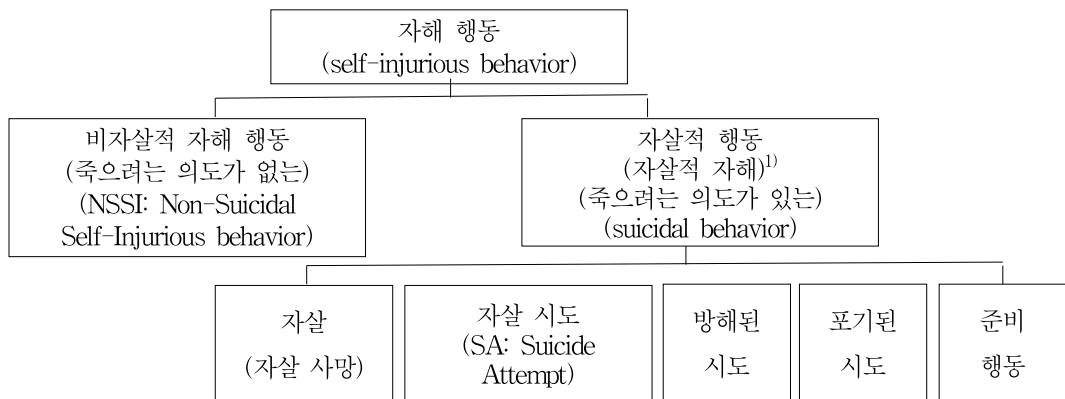 자해 행동
(self-injurious behavior)
비자살적 자해 행동
(죽으려는 의도가 없는)
(NSSI: Non-Suicidal
Self-Injurious behavior)
자살적 행동
(자살적 자해)1)
(죽으려는 의도가 있는)
(suicidal behavior)
자살
(자살 사망)
자살 시도
(SA: Suicide
Attempt)
방해된
시도
포기된
시도
준비
행동